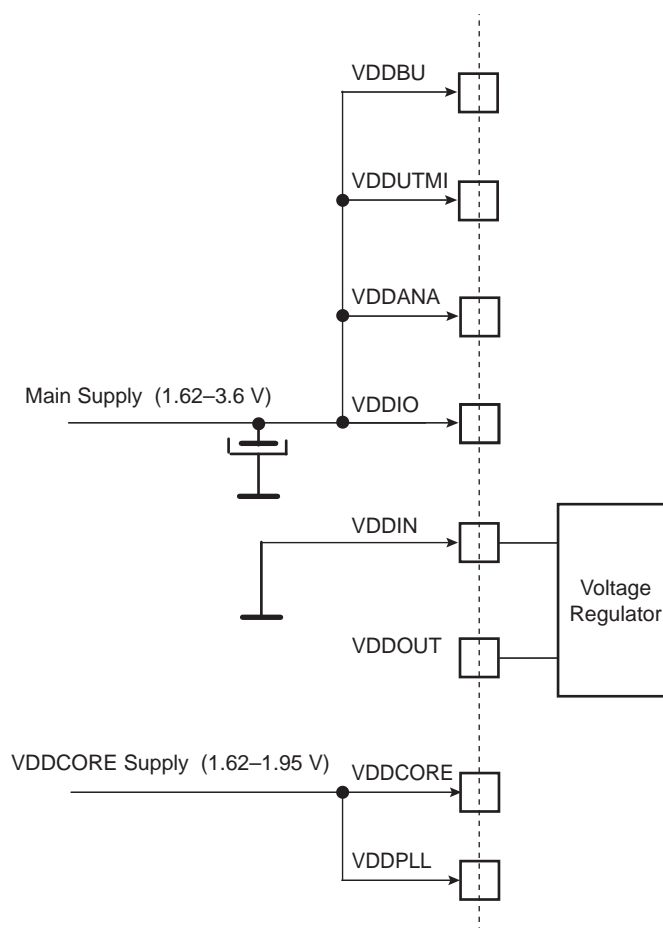 VDDBU
VDDUTMI
VDDANA
Main Supply (1.62–3.6 V)
VDDIO
VDDIN
Voltage
Regulator
VDDOUT
VDDCORE Supply (1.62–1.95 V)
VDDCORE
VDDPLL